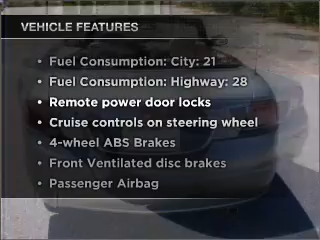 VEHICLE FEATURES
• Fuel Consumption: City: 21
• Fuel Consumption: Highway: 28
• Remote power door locks
• Cruise controls on steering wheel
• 4-wheel ABS Brakes
• Front Ventilated disc brakes
• Passenger Airbag